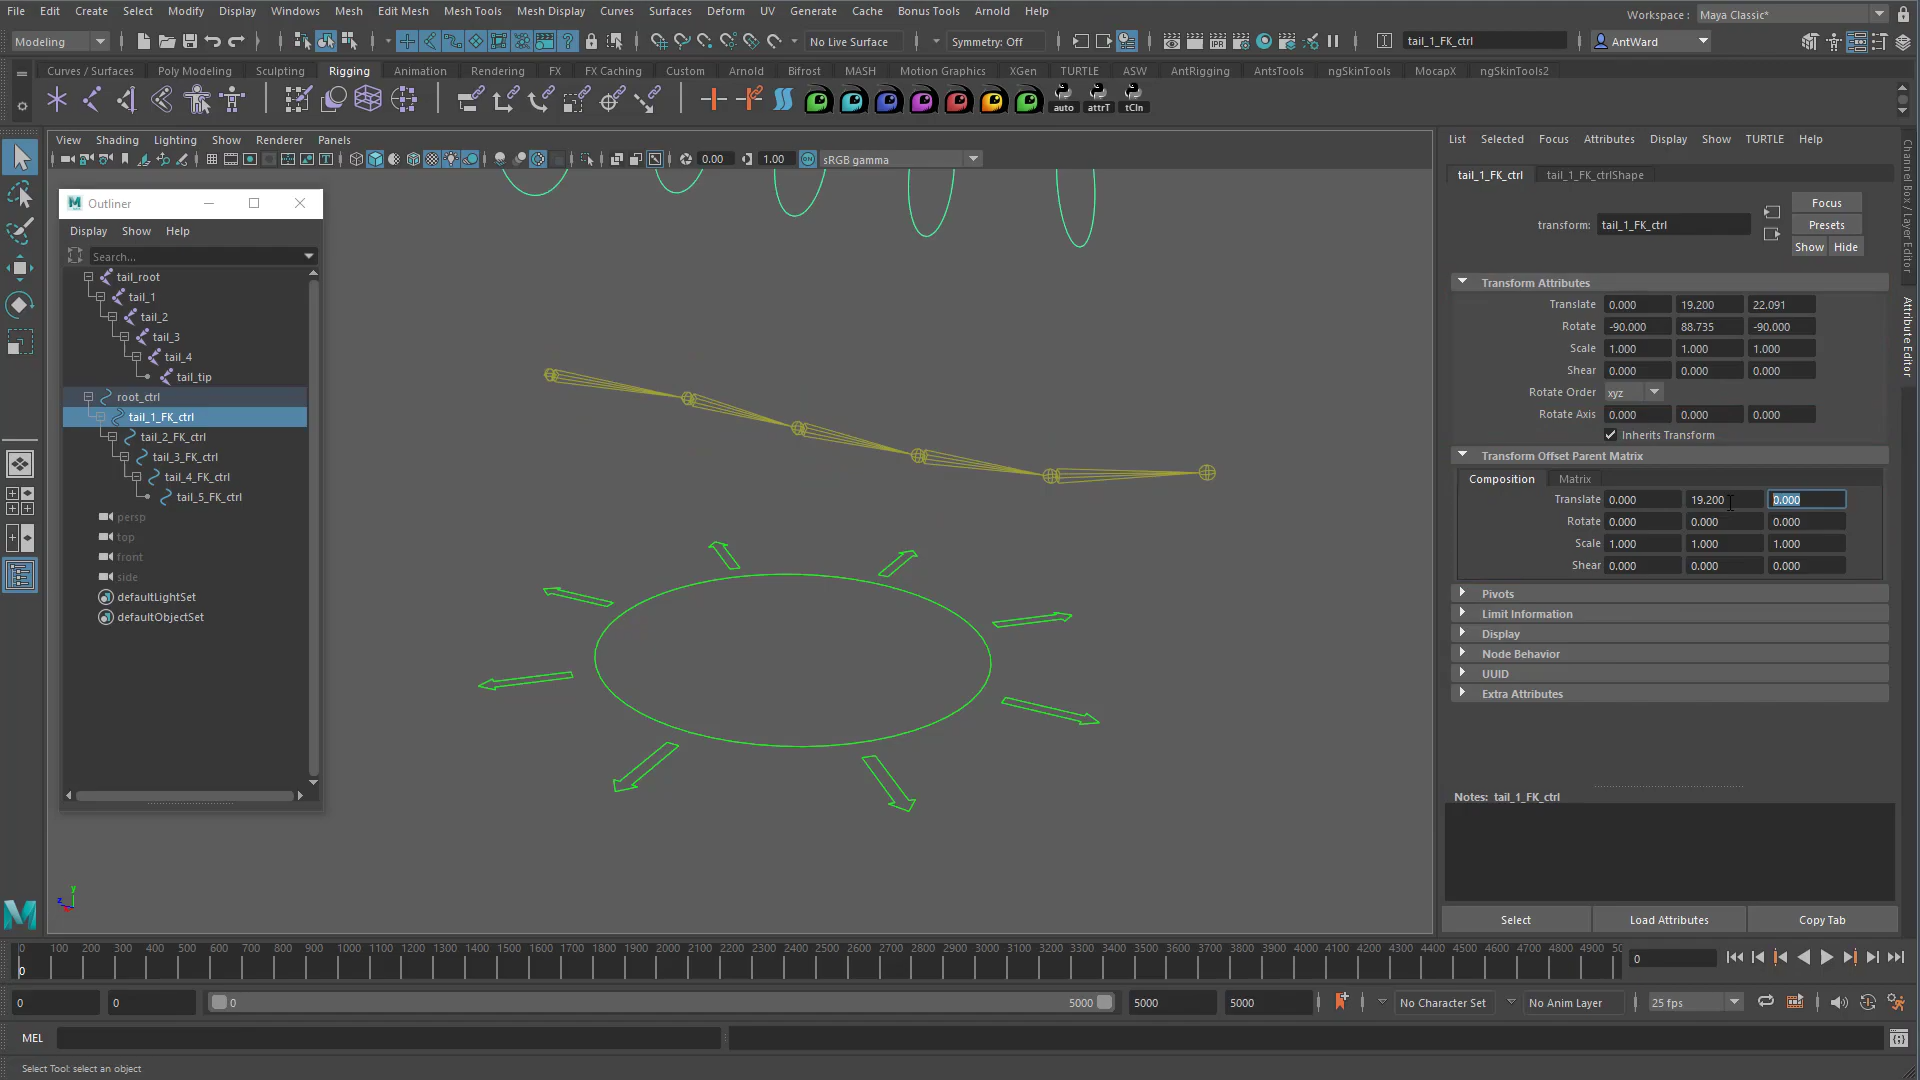 File Edit Create Select Modify Display Windows Mesh Edit Mesh Mesh Tools Mesh Display Curves Surfaces Deform UV Generate Cache Bonus Tools Arnold Help
Workspace : Maya Classic*
Modeling
No Live Surface
Symmetry: Off
tail_1_FK_ctrl
AntWard
Curves / Surfaces Poly Modeling Sculpting Rigging Animation Rendering FX FX Caching Custom Arnold Bifrost MASH Motion Graphics XGen TURTLE ASW AntRigging AntsTools ngSkinTools MocapX ngSkinTools2
auto attrT tCln
View Shading Lighting Show Renderer Panels
0.00 1.00 sRGB gamma
Outliner
Display Show Help
Search...
tail_root
tail_1
tail_2
tail_3
tail_4
tail_tip
root_ctrl
tail_1_FK_ctrl
tail_2_FK_ctrl
tail_3_FK_ctrl
tail_4_FK_ctrl
tail_5_FK_ctrl
persp
top
front
side
defaultLightSet
defaultObjectSet
y
z
List Selected Focus Attributes Display Show TURTLE Help
tail_1_FK_ctrl tail_1_FK_ctrlShape
transform: tail_1_FK_ctrl
Focus
Presets
Show Hide
Transform Attributes
Translate 0.000 19.200 22.091
Rotate -90.000 88.735 -90.000
Scale 1.000 1.000 1.000
Shear 0.000 0.000 0.000
Rotate Order xyz
Rotate Axis 0.000 0.000 0.000
Inherits Transform
Transform Offset Parent Matrix
Composition Matrix
Translate 0.000 19.200 0.000
Rotate 0.000 0.000 0.000
Scale 1.000 1.000 1.000
Shear 0.000 0.000 0.000
Pivots
Limit Information
Display
Node Behavior
UUID
Extra Attributes
Notes: tail_1_FK_ctrl
Select Load Attributes Copy Tab
Channel Box / Layer Editor
Attribute Editor
0 100 200 300 400 500 600 700 800 900 1000 1100 1200 1300 1400 1500 1600 1700 1800 1900 2000 2100 2200 2300 2400 2500 2600 2700 2800 2900 3000 3100 3200 3300 3400 3500 3600 3700 3800 3900 4000 4100 4200 4300 4400 4500 4600 4700 4800 4900 50
0
0
0 0 0 5000 5000 5000 No Character Set No Anim Layer 25 fps
MEL
Select Tool: select an object